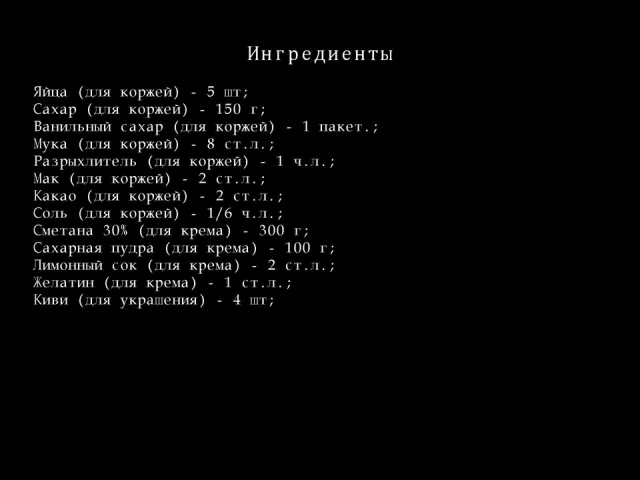 Ингредиенты
Яйца (для коржей) - 5 шт;
Сахар (для коржей) - 150 г;
Ванильный сахар (для коржей) - 1 пакет.;
Мука (для коржей) - 8 ст.л.;
Разрыхлитель (для коржей) - 1 ч.л.;
Мак (для коржей) - 2 ст.л.;
Какао (для коржей) - 2 ст.л.;
Соль (для коржей) - 1/6 ч.л.;
Сметана 30% (для крема) - 300 г;
Сахарная пудра (для крема) - 100 г;
Лимонный сок (для крема) - 2 ст.л.;
Желатин (для крема) - 1 ст.л.;
Киви (для украшения) - 4 шт;